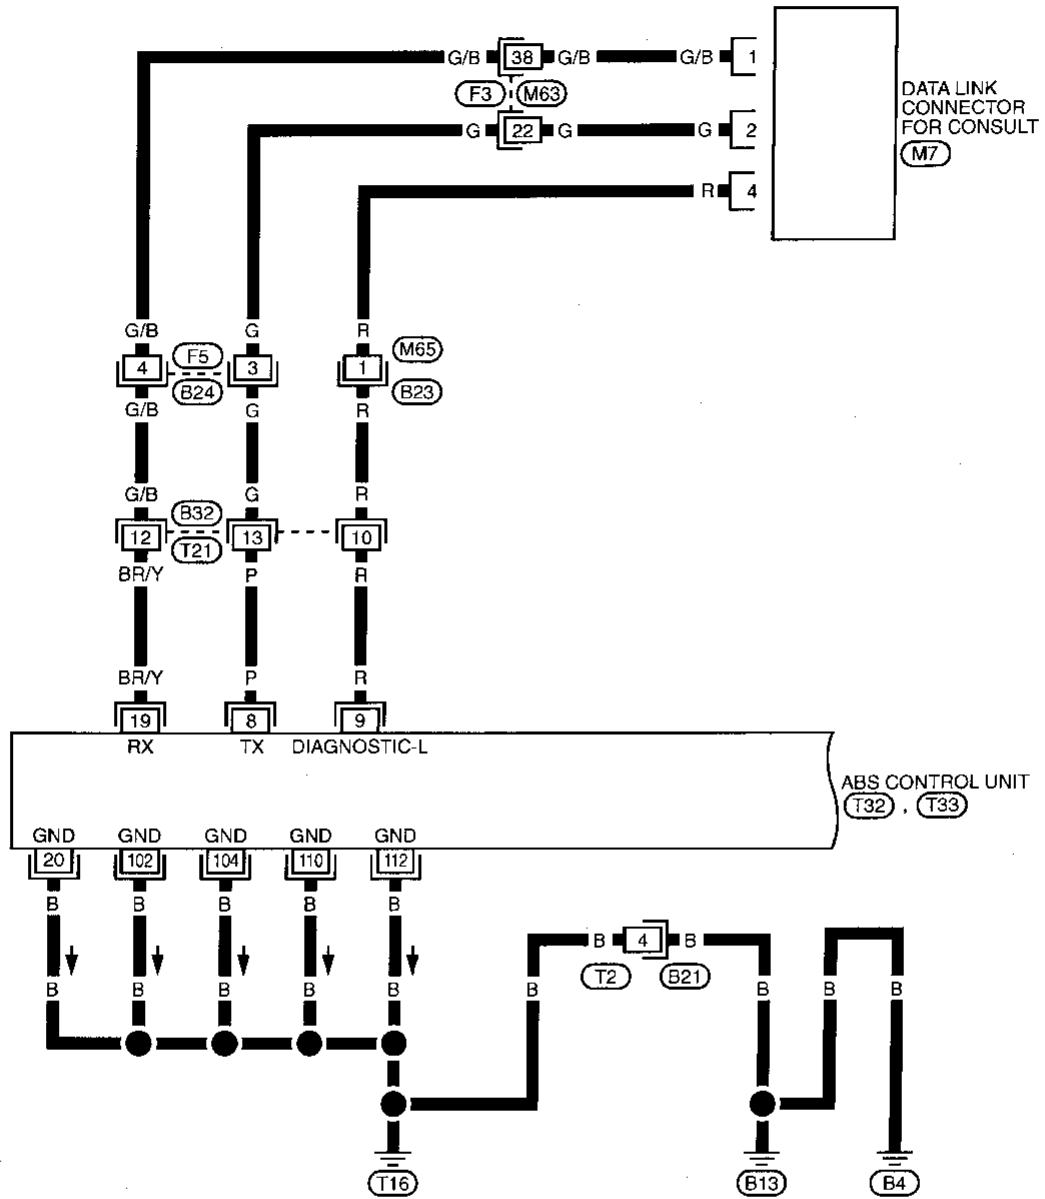 G/B 38 G/B G/B 1
F3 M63
DATA LINK
CONNECTOR
FOR CONSULT
M7
G 22 G G 2
R 4
G/B G R
4 F5 3 1 M65
B24 B23
G/B G R
G/B G R
12 B32 13 10
T21
BR/Y P R
BR/Y P R
19 8 9
RX TX DIAGNOSTIC-L
ABS CONTROL UNIT
T32 , T33
GND GND GND GND GND
20 102 104 110 112
B B B B B
B 4 B
T2 B21
B B B B B B B B B
T16 B13 B4